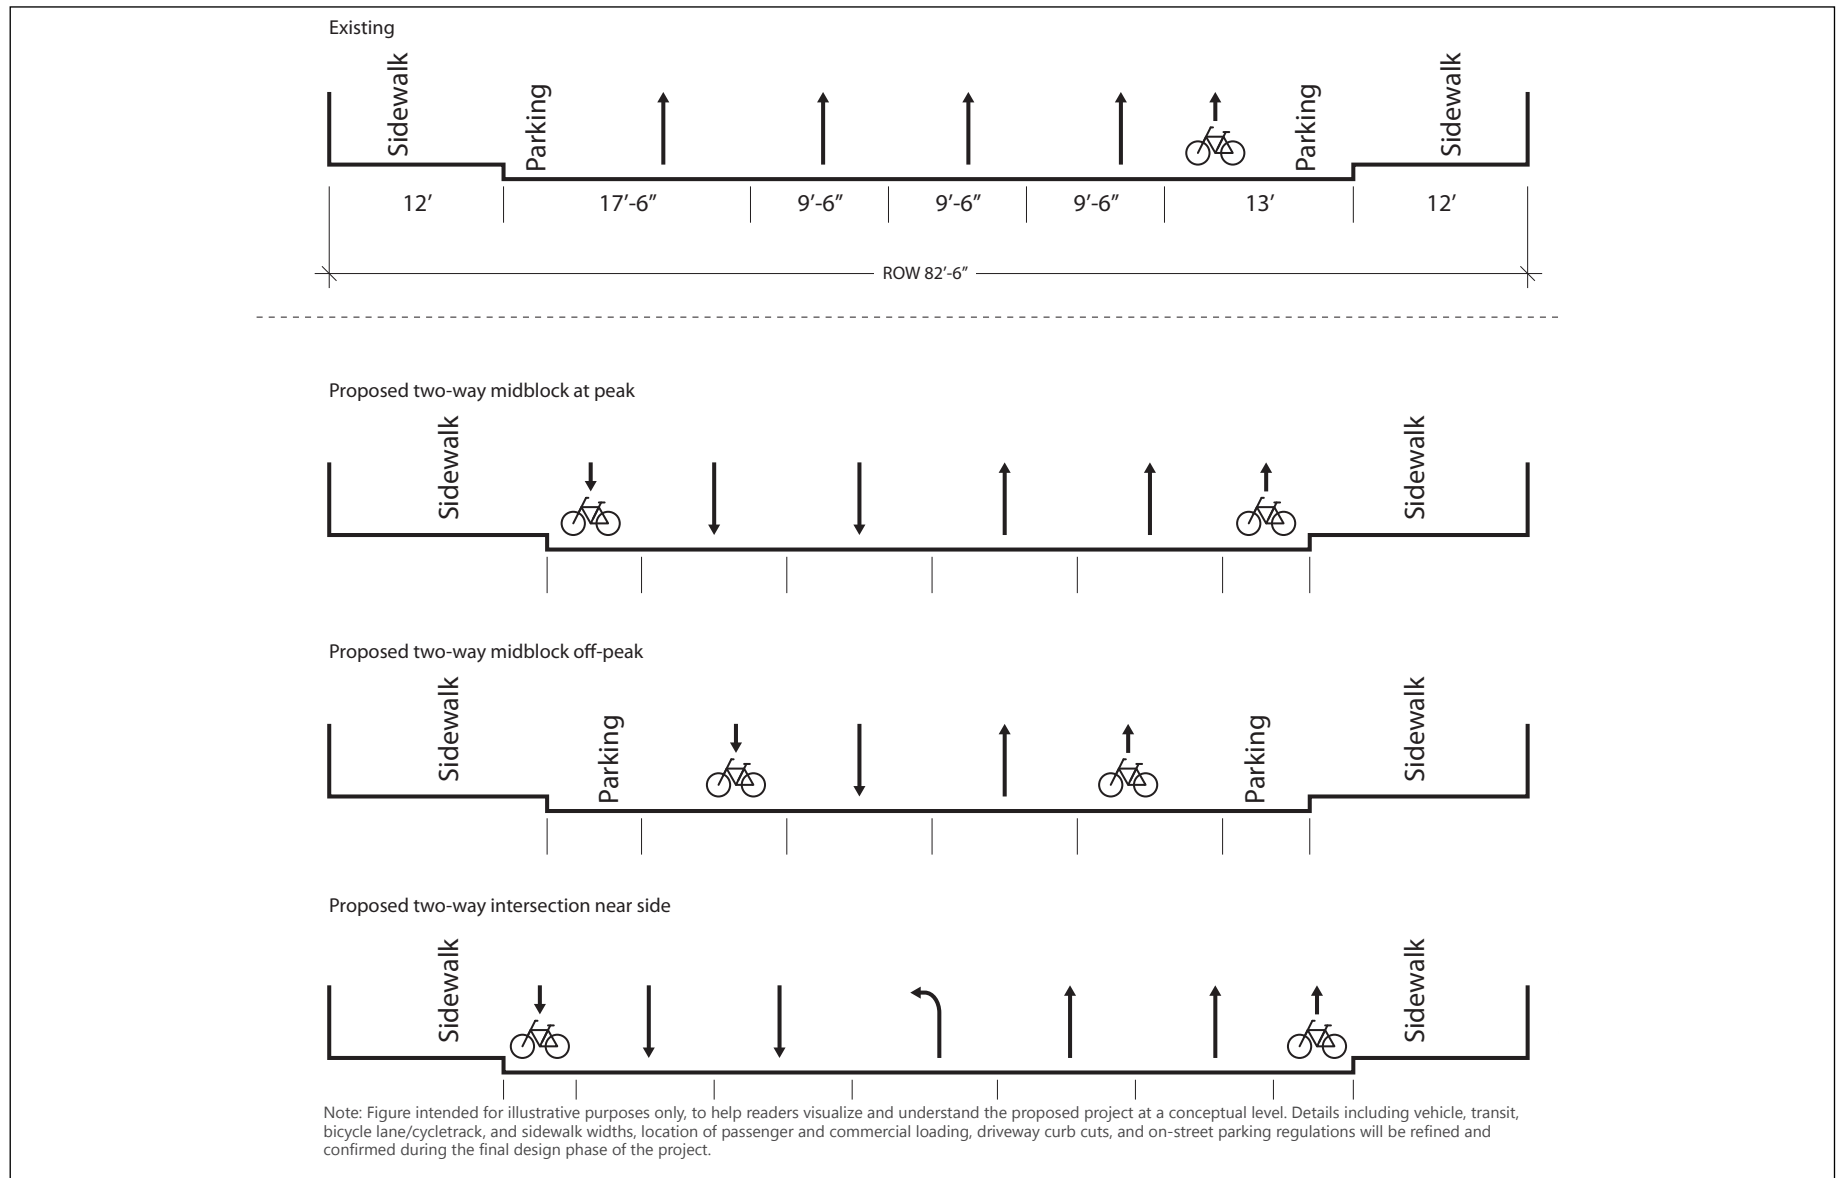 Existing
Sidewalk
Parking
Parking
Sidewalk
12′
17′-6″
9′-6″
9′-6″
9′-6″
13′
12′
ROW 82′-6″
Proposed two-way midblock at peak
Sidewalk
Sidewalk
Proposed two-way midblock off-peak
Sidewalk
Parking
Parking
Sidewalk
Proposed two-way intersection near side
Sidewalk
Sidewalk
Note: Figure intended for illustrative purposes only, to help readers visualize and understand the proposed project at a conceptual level. Details including vehicle, transit,
bicycle lane/cycletrack, and sidewalk widths, location of passenger and commercial loading, driveway curb cuts, and on-street parking regulations will be refined and
confirmed during the final design phase of the project.